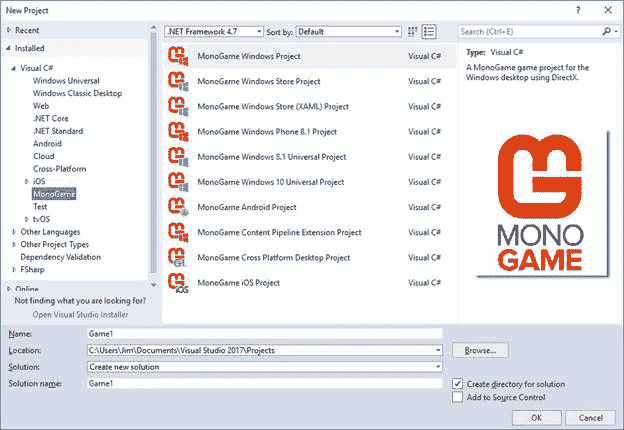 New Project
? X
Recent
Installed
Visual C#
Windows Universal
Windows Classic Desktop
Web
.NET Core
.NET Standard
Android
Cloud
Cross-Platform
iOS
MonoGame
Test
tvOS
Other Languages
Other Project Types
Dependency Validation
FSharp
Online
Not finding what you are looking for?
Open Visual Studio Installer
.NET Framework 4.7 Sort by: Default
MonoGame Windows Project Visual C#
MonoGame Windows Store Project Visual C#
MonoGame Windows Store (XAML) Project Visual C#
MonoGame Windows Phone 8.1 Project Visual C#
MonoGame Windows 8.1 Universal Project Visual C#
MonoGame Windows 10 Universal Project Visual C#
MonoGame Android Project Visual C#
MonoGame Content Pipeline Extension Project Visual C#
MonoGame Cross Platform Desktop Project Visual C#
GL
MonoGame iOS Project Visual C#
iOS
Search (Ctrl+E)
Type: Visual C#
A MonoGame game project for the
Windows desktop using DirectX.
MONO
GAME
Name: Game1
Location: C:\Users\Jim\Documents\Visual Studio 2017\Projects Browse...
Solution: Create new solution
Solution name: Game1
Create directory for solution
Add to Source Control
OK Cancel